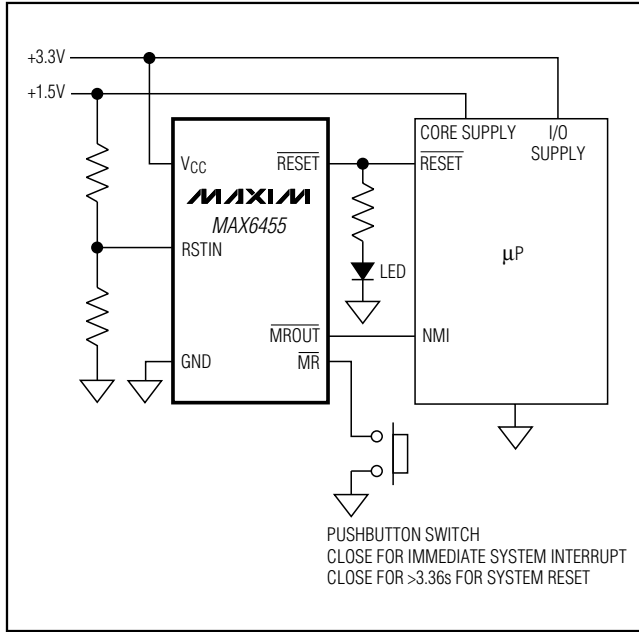 +3.3V
+1.5V
CORE SUPPLY
I/O
SUPPLY
VCC
RESET
RESET
MAXIM
MAX6455
RSTIN
µP
LED
MROUT
NMI
GND
MR
PUSHBUTTON SWITCH
CLOSE FOR IMMEDIATE SYSTEM INTERRUPT
CLOSE FOR >3.36s FOR SYSTEM RESET